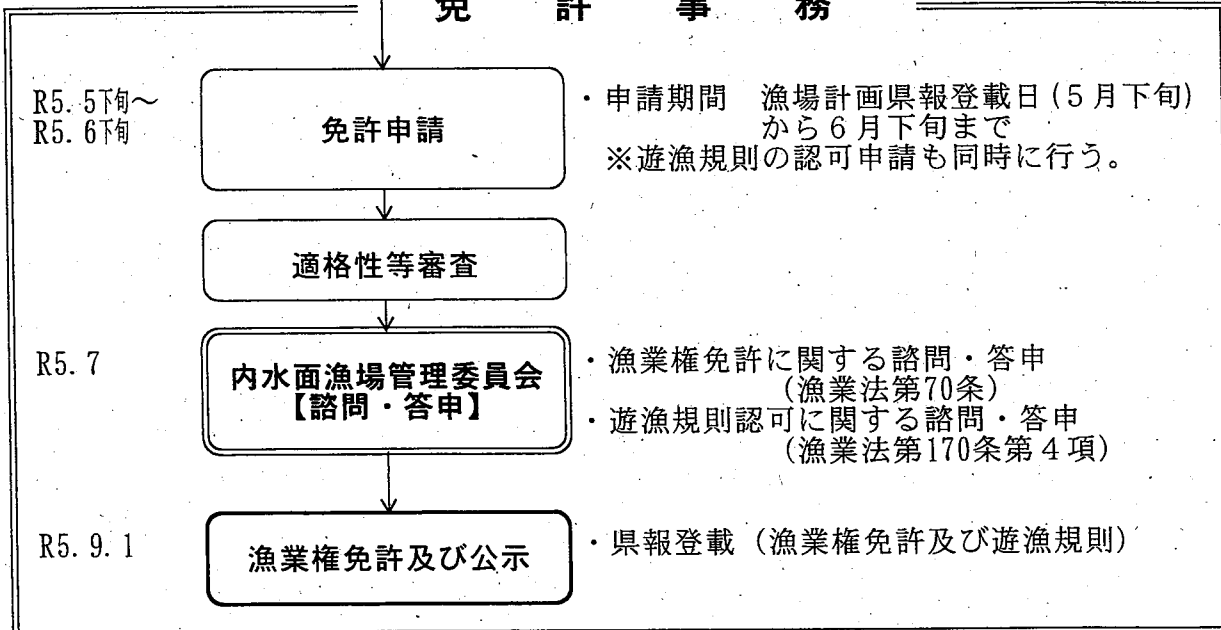 免許事務
R5.5下旬～
R5.6下旬
免許申請
・申請期間 漁場計画県報登載日(5月下旬)
から6月下旬まで
※遊漁規則の認可申請も同時に行う。
適格性等審査
R5.7
内水面漁場管理委員会
【諮問・答申】
・漁業権免許に関する諮問・答申
(漁業法第70条)
・遊漁規則認可に関する諮問・答申
(漁業法第170条第4項)
R5.9.1
漁業権免許及び公示
・県報登載(漁業権免許及び遊漁規則)